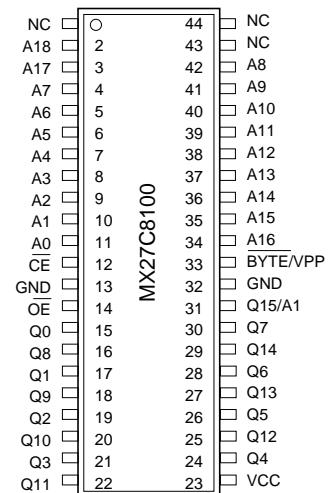 NC 44 NC
A18 2 43 NC
A17 3 42 A8
A7 4 41 A9
A6 5 40 A10
A5 6 39 A11
A4 7 38 A12
A3 8 37 A13
A2 9 36 A14
A1 10 35 A15
A0 11 34 A16
CE 12 33 BYTE/VPP
GND 13 32 GND
OE 14 31 Q15/A1
Q0 15 30 Q7
Q8 16 29 Q14
Q1 17 28 Q6
Q9 18 27 Q13
Q2 19 26 Q5
Q10 20 25 Q12
Q3 21 24 Q4
Q11 22 23 VCC
MX27C8100